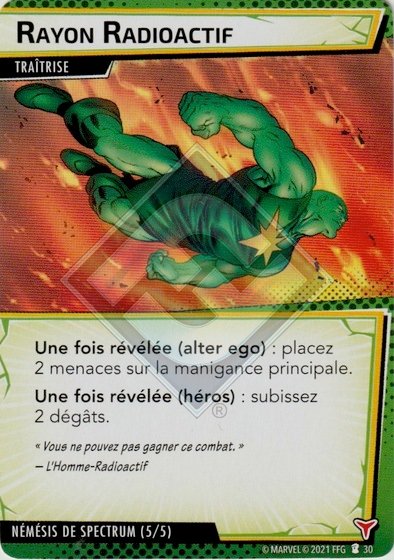 Rayon Radioactif
TRAÎTRISE
Une fois révélée (alter ego) : placez
2 menaces sur la manigance principale.
Une fois révélée (héros) : subissez
2 dégâts.
« Vous ne pouvez pas gagner ce combat. »
– L'Homme-Radioactif
NÉMÉSIS DE SPECTRUM (5/5)
© MARVEL © 2021 FFG 30
®